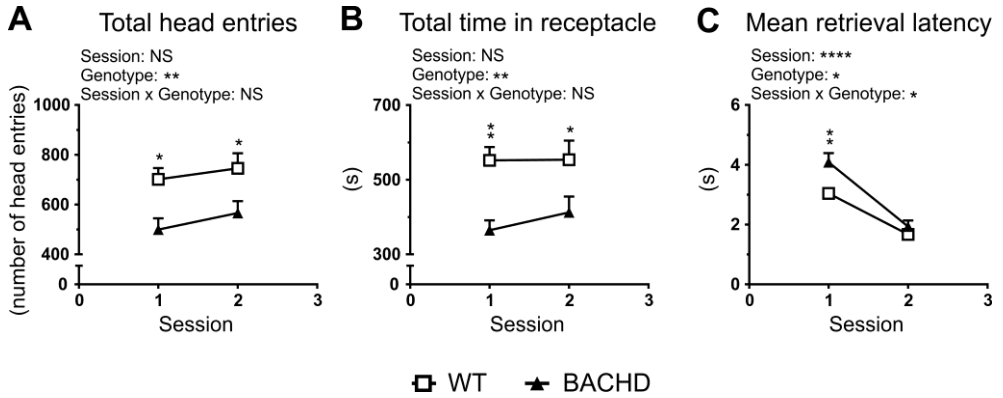 A Total head entries
Session: NS
Genotype: **
Session x Genotype: NS
(number of head entries)
1000
800
600
400
0
* *
0 1 2 3
Session
B Total time in receptacle
Session: NS
Genotype: **
Session x Genotype: NS
(s)
700
500
300
0
** *
0 1 2 3
Session
C Mean retrieval latency
Session: ****
Genotype: *
Session x Genotype: *
(s)
6
4
2
0
**
0 1 2 3
Session
WT BACHD